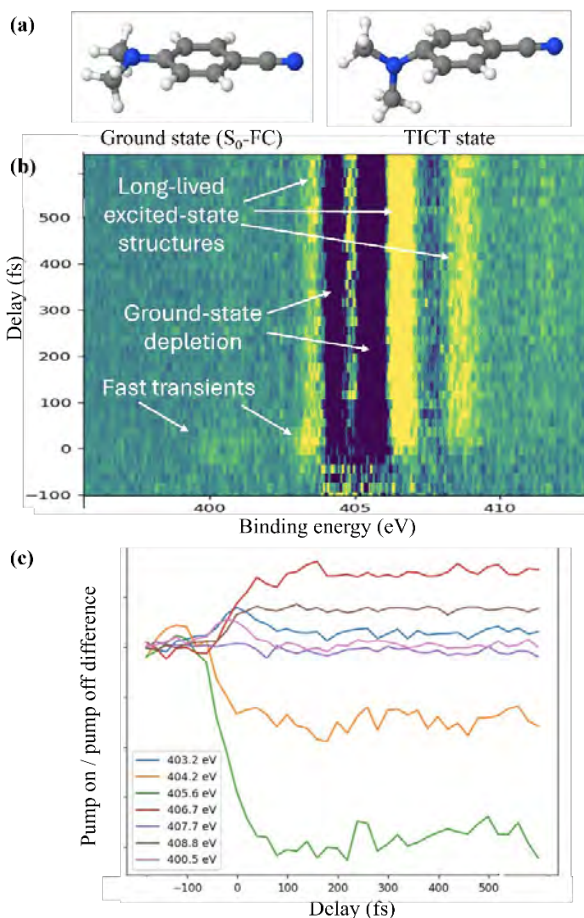 (a)
Ground state (S₀-FC)
TICT state
(b)
Long-lived
excited-state
structures
Ground-state
depletion
Fast transients
Delay (fs)
500
400
300
200
100
0
−100
400
405
410
Binding energy (eV)
(c)
Pump on / pump off difference
403.2 eV
404.2 eV
405.6 eV
406.7 eV
407.7 eV
408.8 eV
400.5 eV
−100
0
100
200
300
400
500
Delay (fs)